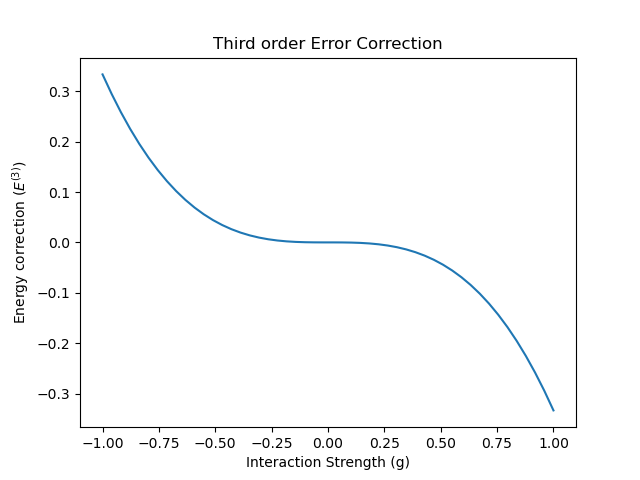 Third order Error Correction
Energy correction (E⁽³⁾)
0.3
0.2
0.1
0.0
−0.1
−0.2
−0.3
−1.00 −0.75 −0.50 −0.25 0.00 0.25 0.50 0.75 1.00
Interaction Strength (g)